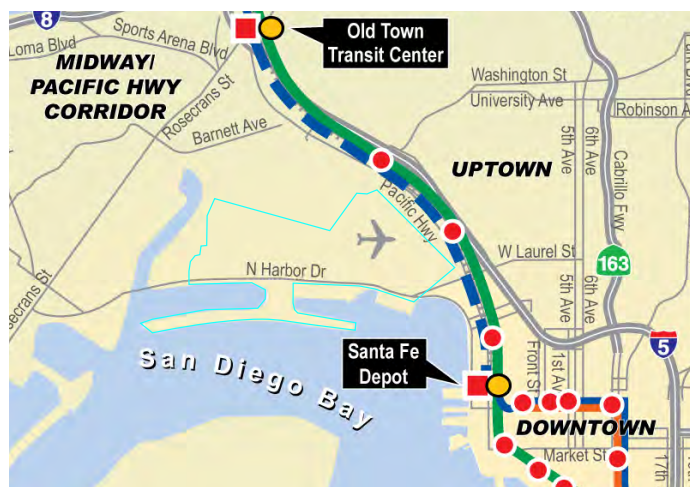 8
Sports Arena Blvd
Loma Blvd
MIDWAY/
PACIFIC HWY
CORRIDOR
Rosecrans St
Barnett Ave
Old Town
Transit Center
Washington St
University Ave
Robinson A
5th Ave
6th Ave
Cabrillo Fwy
UPTOWN
Pacific Hwy
W Laurel St
163
N Harbor Dr
5th Ave
6th Ave
osecrans St
5
San Diego Bay
Santa Fe
Depot
Front St
1st Ave
DOWNTOWN
Market St
17th